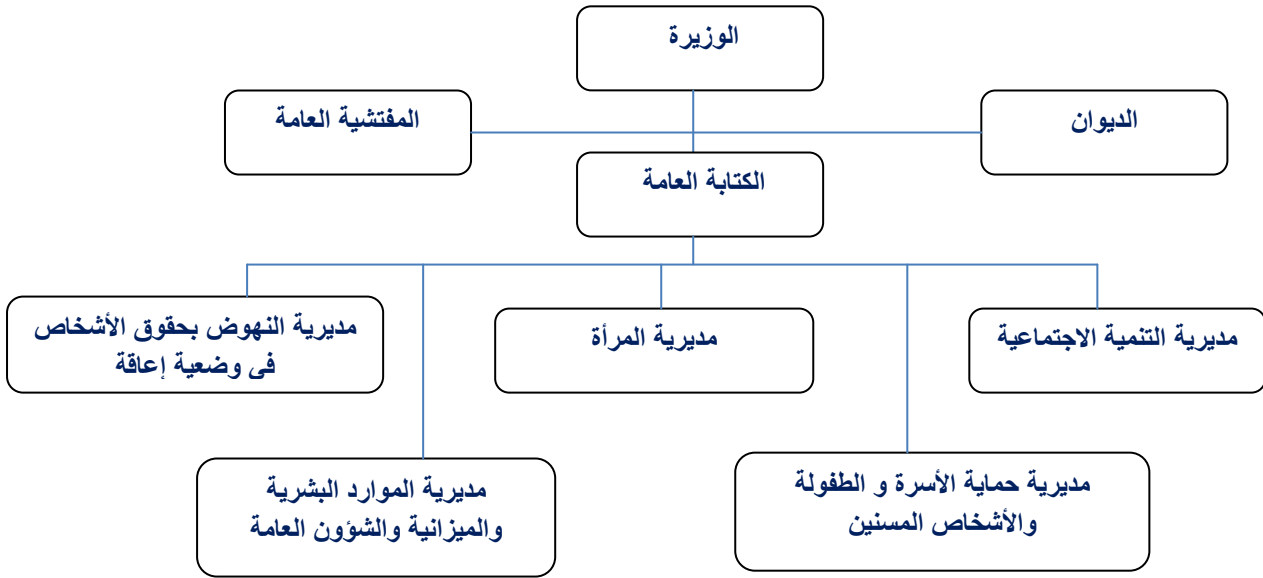 الوزيرة
الديوان
المفتشية العامة
الكتابة العامة
مديرية التنمية الاجتماعية
مديرية المرأة
مديرية النهوض بحقوق الأشخاص
في وضعية إعاقة
مديرية حماية الأسرة و الطفولة
والأشخاص المسنين
مديرية الموارد البشرية
والميزانية والشؤون العامة